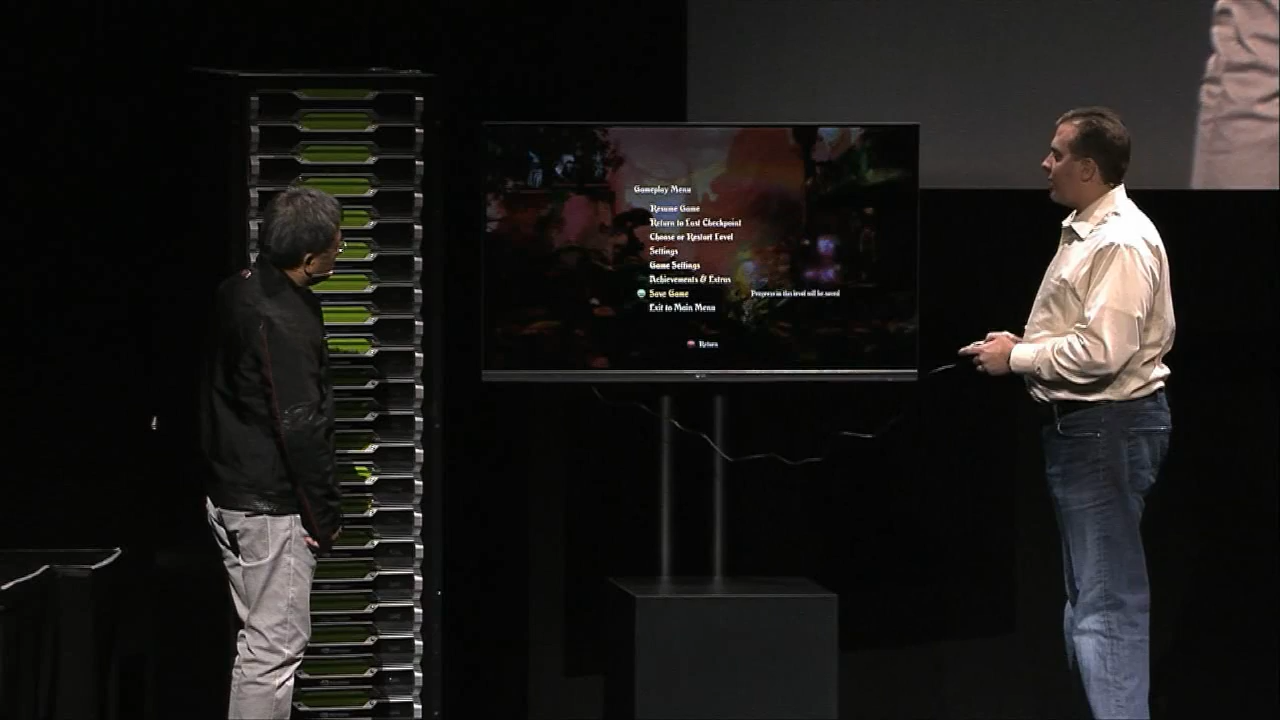 Gameplay Menu
Resume Game
Return to Last Checkpoint
Choose or Restart Level
Settings
Game Settings
Achievements & Extras
Save Game Progress in this level will be saved
Exit to Main Menu
Return